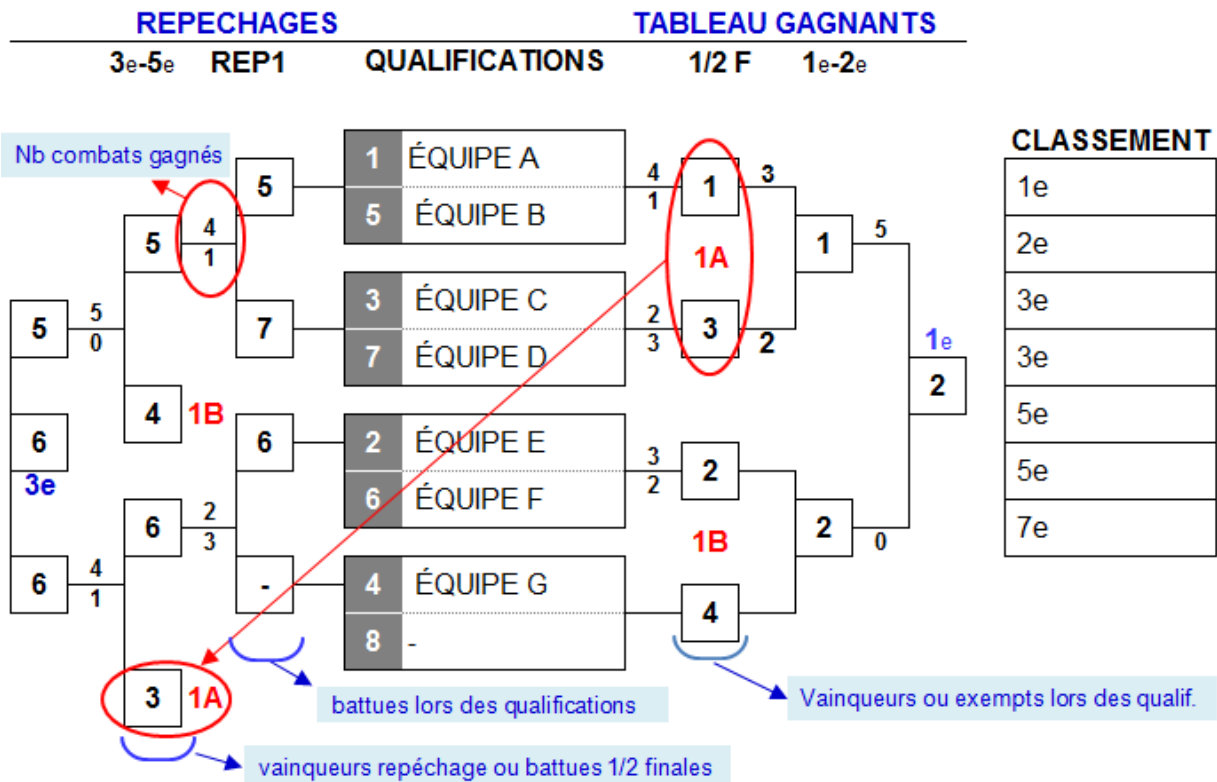 REPECHAGES TABLEAU GAGNANTS
3e-5e REP1 QUALIFICATIONS 1/2 F 1e-2e
Nb combats gagnés
CLASSEMENT
1 ÉQUIPE A
5 ÉQUIPE B
3 ÉQUIPE C
7 ÉQUIPE D
2 ÉQUIPE E
6 ÉQUIPE F
4 ÉQUIPE G
8 -
5
7
6
-
4
1
2
3
5
4 1B
6
3 1A
5
0
4
1
5
6
3e
6
4
1
2
3
3
2
1
1A
3
2
1B
4
3
2
1
2
5
0
1e
2
1e
2e
3e
3e
5e
5e
7e
battues lors des qualifications
Vainqueurs ou exempts lors des qualif.
vainqueurs repéchage ou battues 1/2 finales